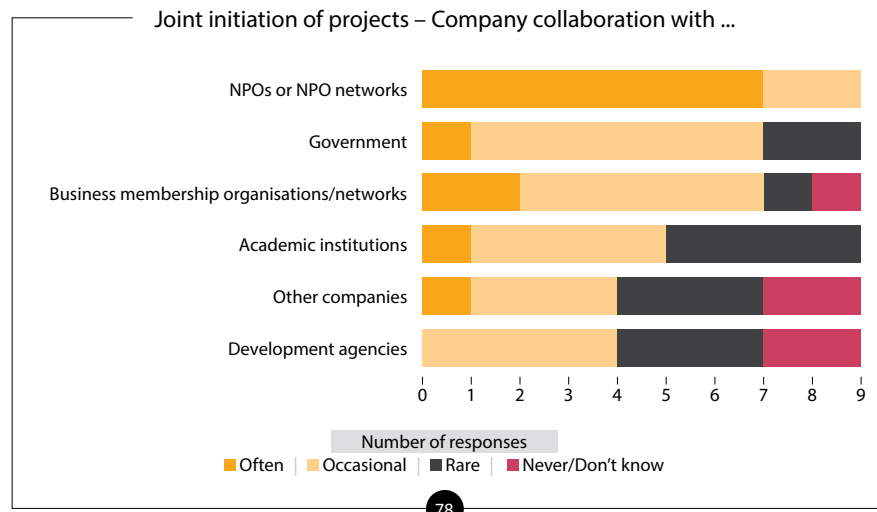 Joint initiation of projects – Company collaboration with ...
NPOs or NPO networks
Government
Business membership organisations/networks
Academic institutions
Other companies
Development agencies
0 1 2 3 4 5 6 7 8 9
Number of responses
Often | Occasional | Rare | Never/Don't know
78